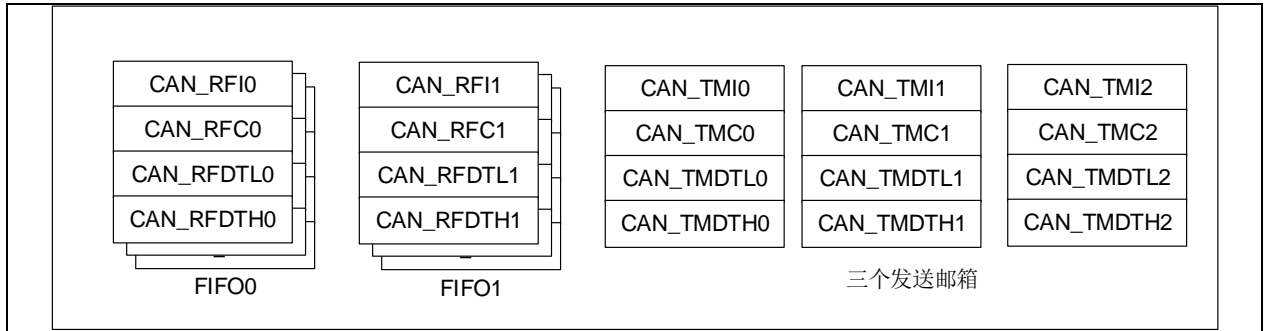 CAN_RFI0
CAN_RFC0
CAN_RFDTL0
CAN_RFDTH0
FIFO0
CAN_RFI1
CAN_RFC1
CAN_RFDTL1
CAN_RFDTH1
FIFO1
CAN_TMI0
CAN_TMC0
CAN_TMDTL0
CAN_TMDTH0
CAN_TMI1
CAN_TMC1
CAN_TMDTL1
CAN_TMDTH1
CAN_TMI2
CAN_TMC2
CAN_TMDTL2
CAN_TMDTH2
三个发送邮箱